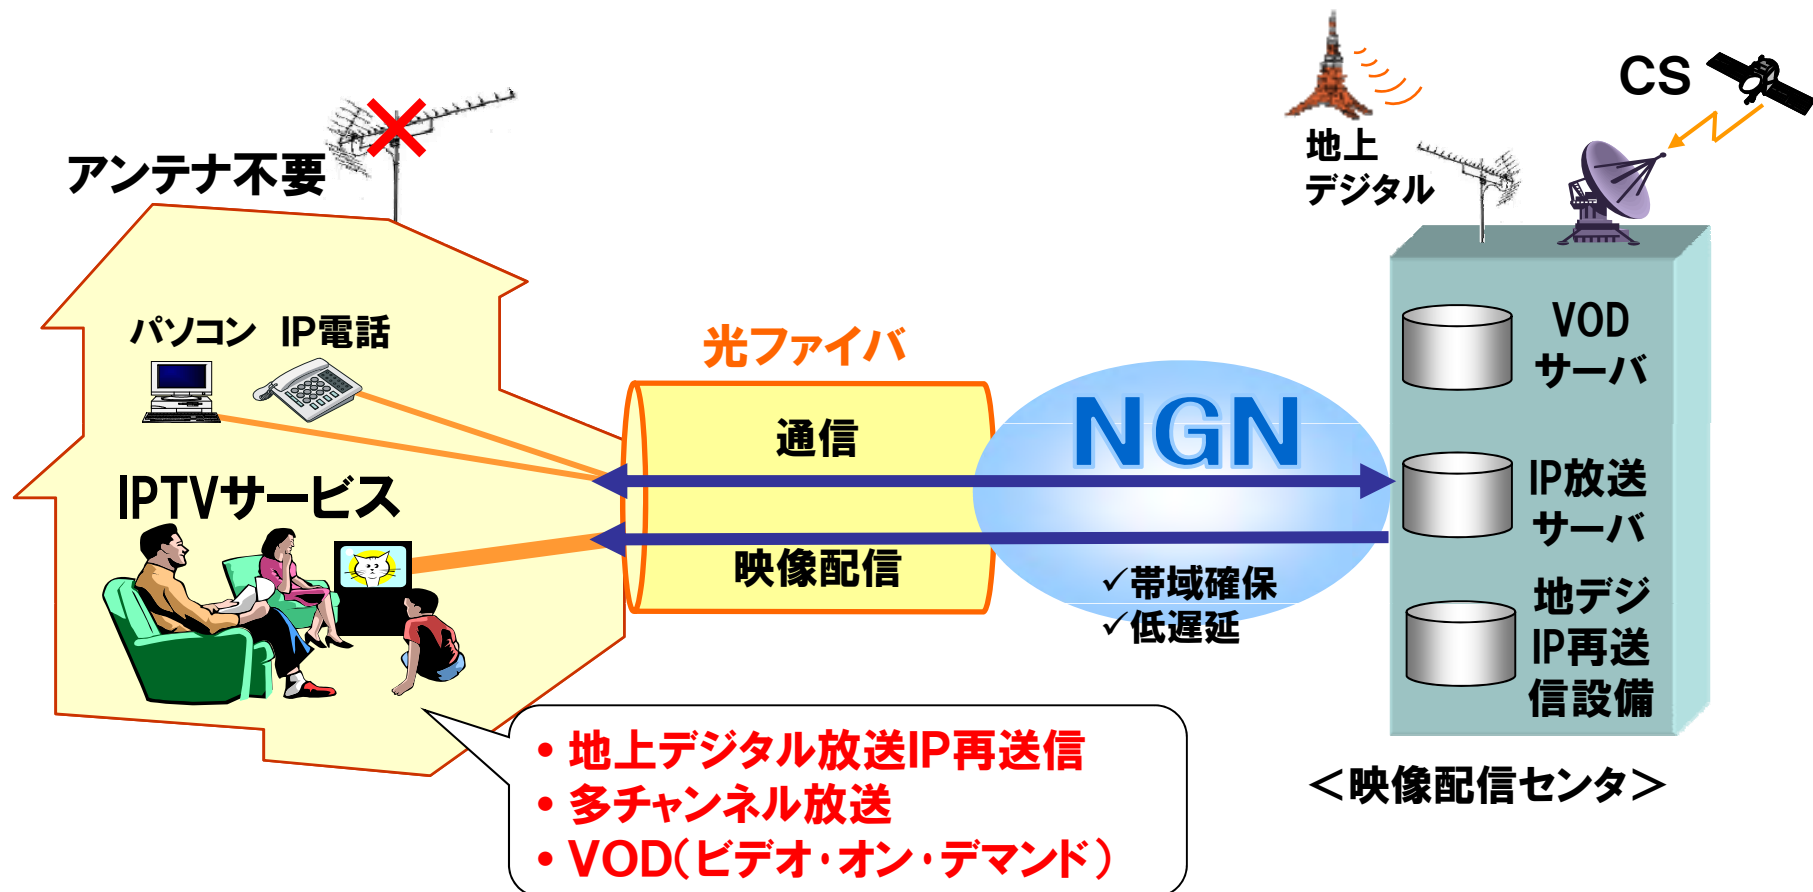 アンテナ不要
地上
デジタル
CS
パソコン
IP電話
IPTVサービス
光ファイバ
通信
映像配信
NGN
✓帯域確保
✓低遅延
VOD
サーバ
IP放送
サーバ
地デジ
IP再送
信設備
＜映像配信センタ＞
• 地上デジタル放送IP再送信
• 多チャンネル放送
• VOD(ビデオ・オン・デマンド)